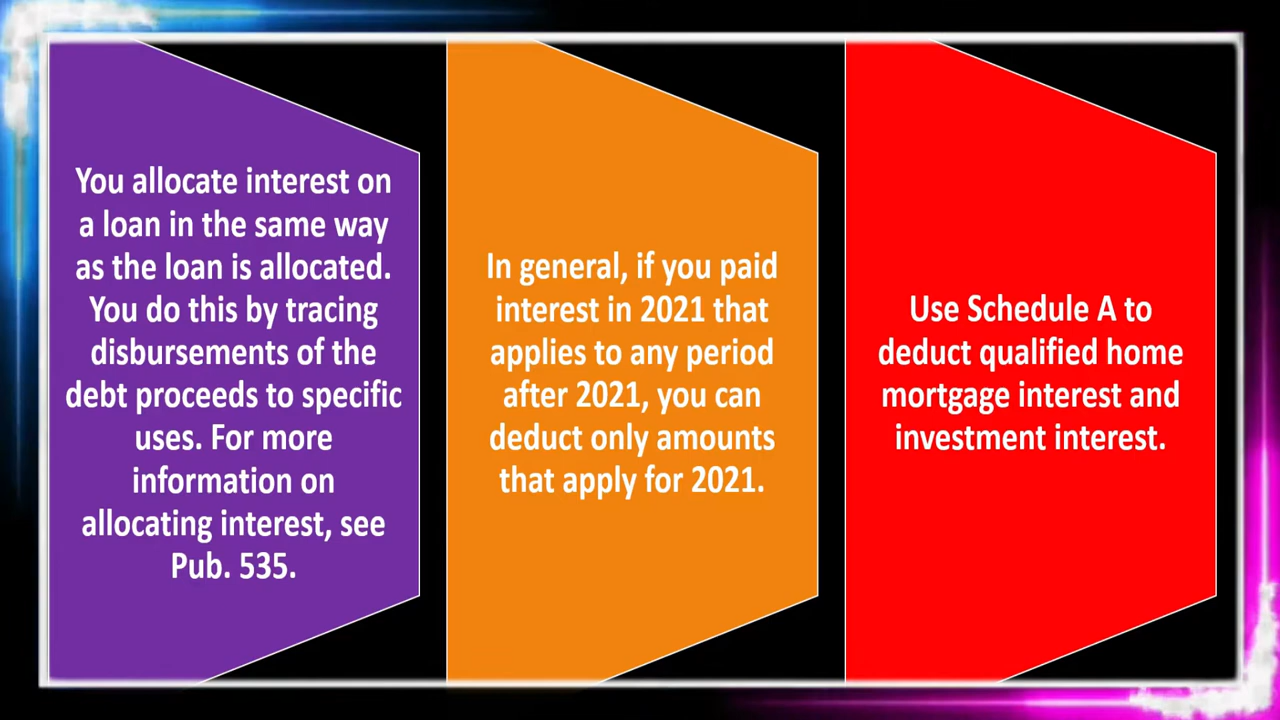 You allocate interest on
a loan in the same way
as the loan is allocated.
You do this by tracing
disbursements of the
debt proceeds to specific
uses. For more
information on
allocating interest, see
Pub. 535.
In general, if you paid
interest in 2021 that
applies to any period
after 2021, you can
deduct only amounts
that apply for 2021.
Use Schedule A to
deduct qualified home
mortgage interest and
investment interest.